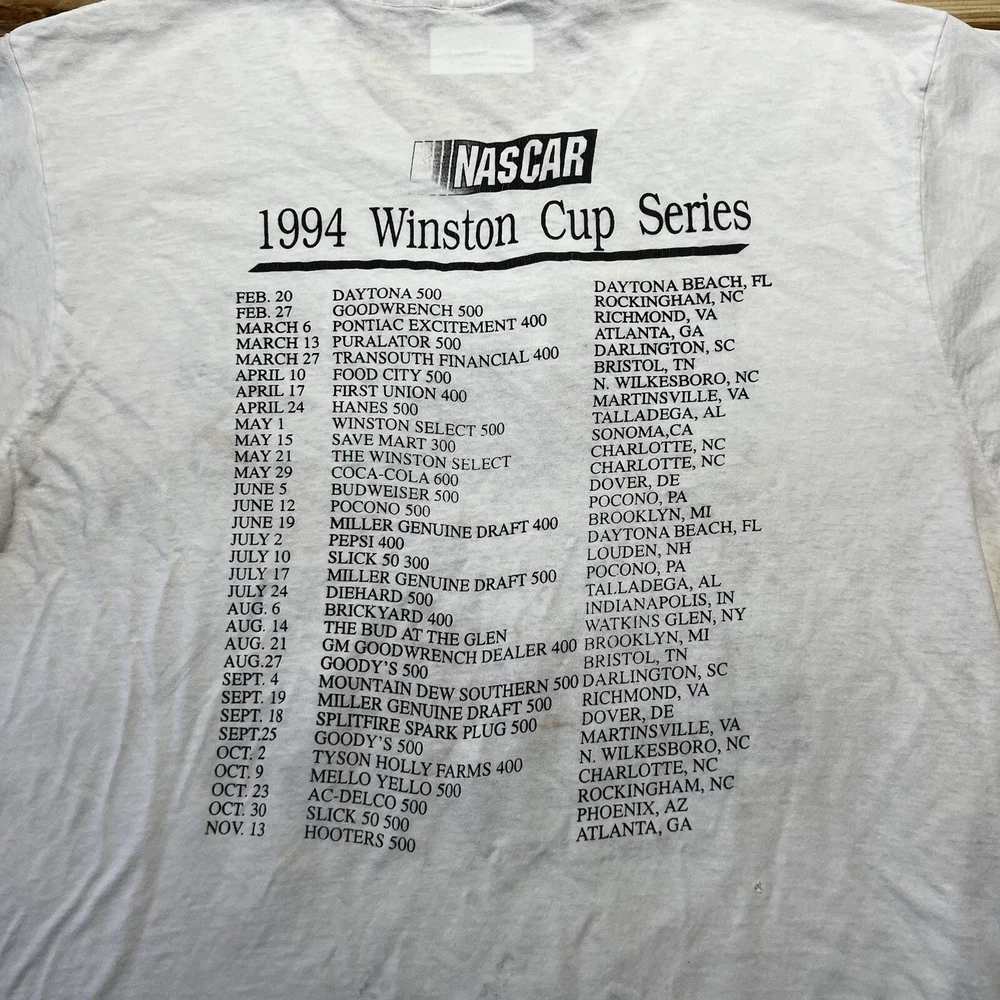 NASCAR
1994 Winston Cup Series
FEB. 20 DAYTONA 500 DAYTONA BEACH, FL
FEB. 27 GOODWRENCH 500 ROCKINGHAM, NC
MARCH 6 PONTIAC EXCITEMENT 400 RICHMOND, VA
MARCH 13 PURALATOR 500 ATLANTA, GA
MARCH 27 TRANSOUTH FINANCIAL 400 DARLINGTON, SC
APRIL 10 FOOD CITY 500 BRISTOL, TN
APRIL 17 FIRST UNION 400 N. WILKESBORO, NC
APRIL 24 HANES 500 MARTINSVILLE, VA
MAY 1 WINSTON SELECT 500 TALLADEGA, AL
MAY 15 SAVE MART 300 SONOMA,CA
MAY 21 THE WINSTON SELECT CHARLOTTE, NC
MAY 29 COCA-COLA 600 CHARLOTTE, NC
JUNE 5 BUDWEISER 500 DOVER, DE
JUNE 12 POCONO 500 POCONO, PA
JUNE 19 MILLER GENUINE DRAFT 400 BROOKLYN, MI
JULY 2 PEPSI 400 DAYTONA BEACH, FL
JULY 10 SLICK 50 300 LOUDEN, NH
JULY 17 MILLER GENUINE DRAFT 500 POCONO, PA
JULY 24 DIEHARD 500 TALLADEGA, AL
AUG. 6 BRICKYARD 400 INDIANAPOLIS, IN
AUG. 14 THE BUD AT THE GLEN WATKINS GLEN, NY
AUG. 21 GM GOODWRENCH DEALER 400 BROOKLYN, MI
AUG.27 GOODY'S 500 BRISTOL, TN
SEPT. 4 MOUNTAIN DEW SOUTHERN 500 DARLINGTON, SC
SEPT. 19 MILLER GENUINE DRAFT 500 RICHMOND, VA
SEPT. 18 SPLITFIRE SPARK PLUG 500 DOVER, DE
SEPT.25 GOODY'S 500 MARTINSVILLE, VA
OCT. 2 TYSON HOLLY FARMS 400 N. WILKESBORO, NC
OCT. 9 MELLO YELLO 500 CHARLOTTE, NC
OCT. 23 AC-DELCO 500 ROCKINGHAM, NC
OCT. 30 SLICK 50 500 PHOENIX, AZ
NOV. 13 HOOTERS 500 ATLANTA, GA